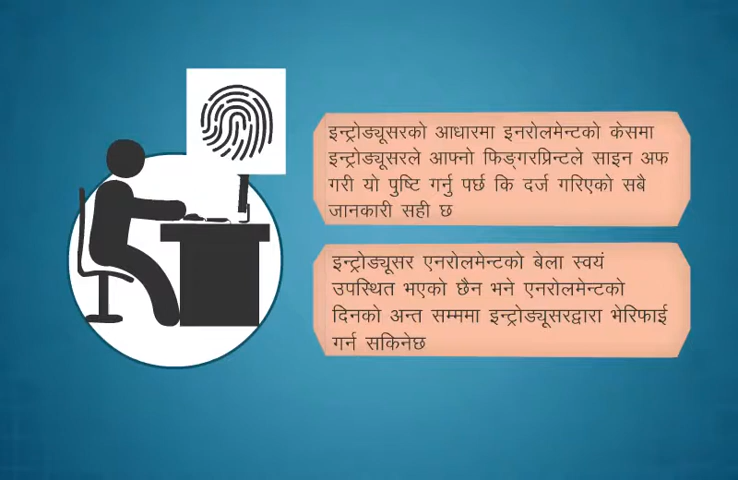 इन्ट्रोड्यूसरको आधारमा इनरोलमेन्टको केसमा
इन्ट्रोड्यूसरले आफ्नो फिङ्गरप्रिन्टले साइन अफ
गरी यो पुष्टि गर्नु पर्छ कि दर्ज गरिएको सबै
जानकारी सही छ
इन्ट्रोड्यूसर एनरोलमेन्टको बेला स्वयं
उपस्थित भएको छैन भने एनरोलमेन्टको
दिनको अन्त सम्ममा इन्ट्रोड्यूसरद्वारा भेरिफाई
गर्न सकिनेछ